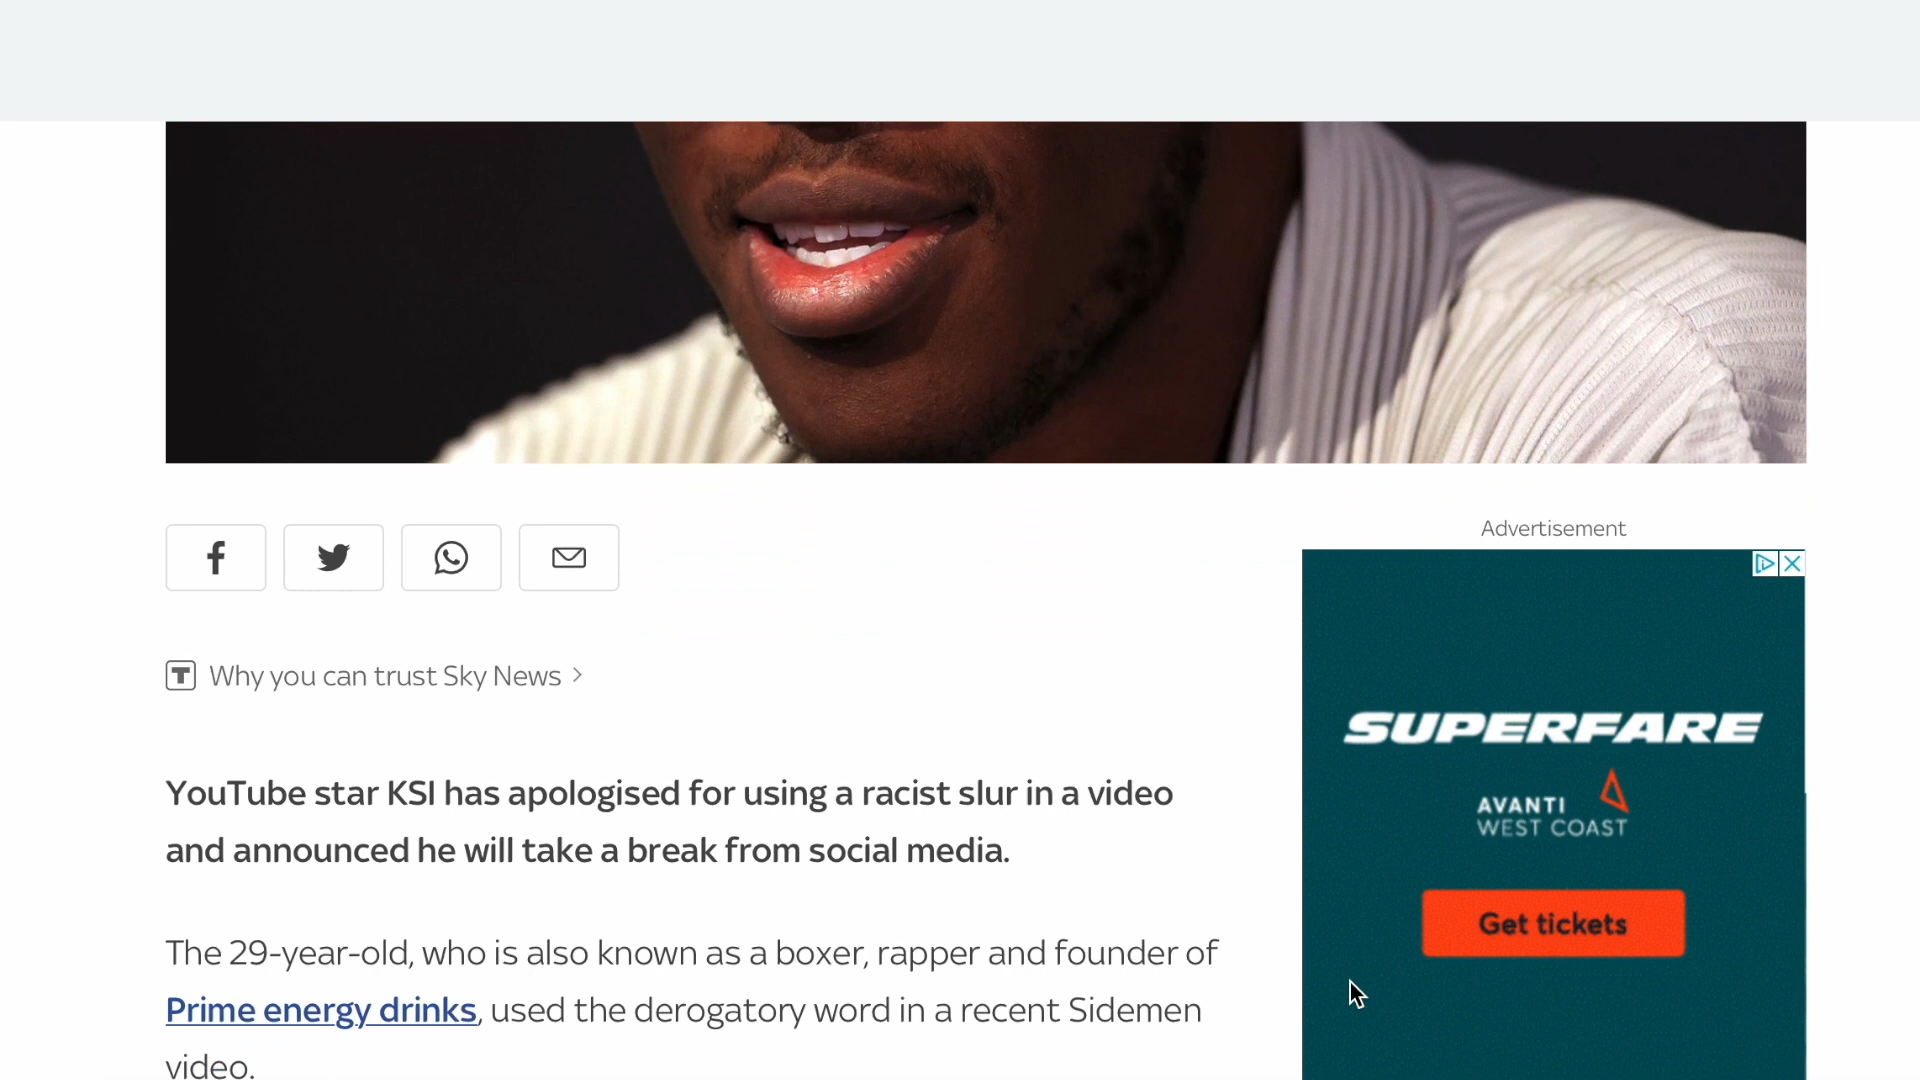 Advertisement
Why you can trust Sky News
SUPERFARE
AVANTI
WEST COAST
Get tickets
YouTube star KSI has apologised for using a racist slur in a video
and announced he will take a break from social media.
The 29-year-old, who is also known as a boxer, rapper and founder of
Prime energy drinks, used the derogatory word in a recent Sidemen
video.